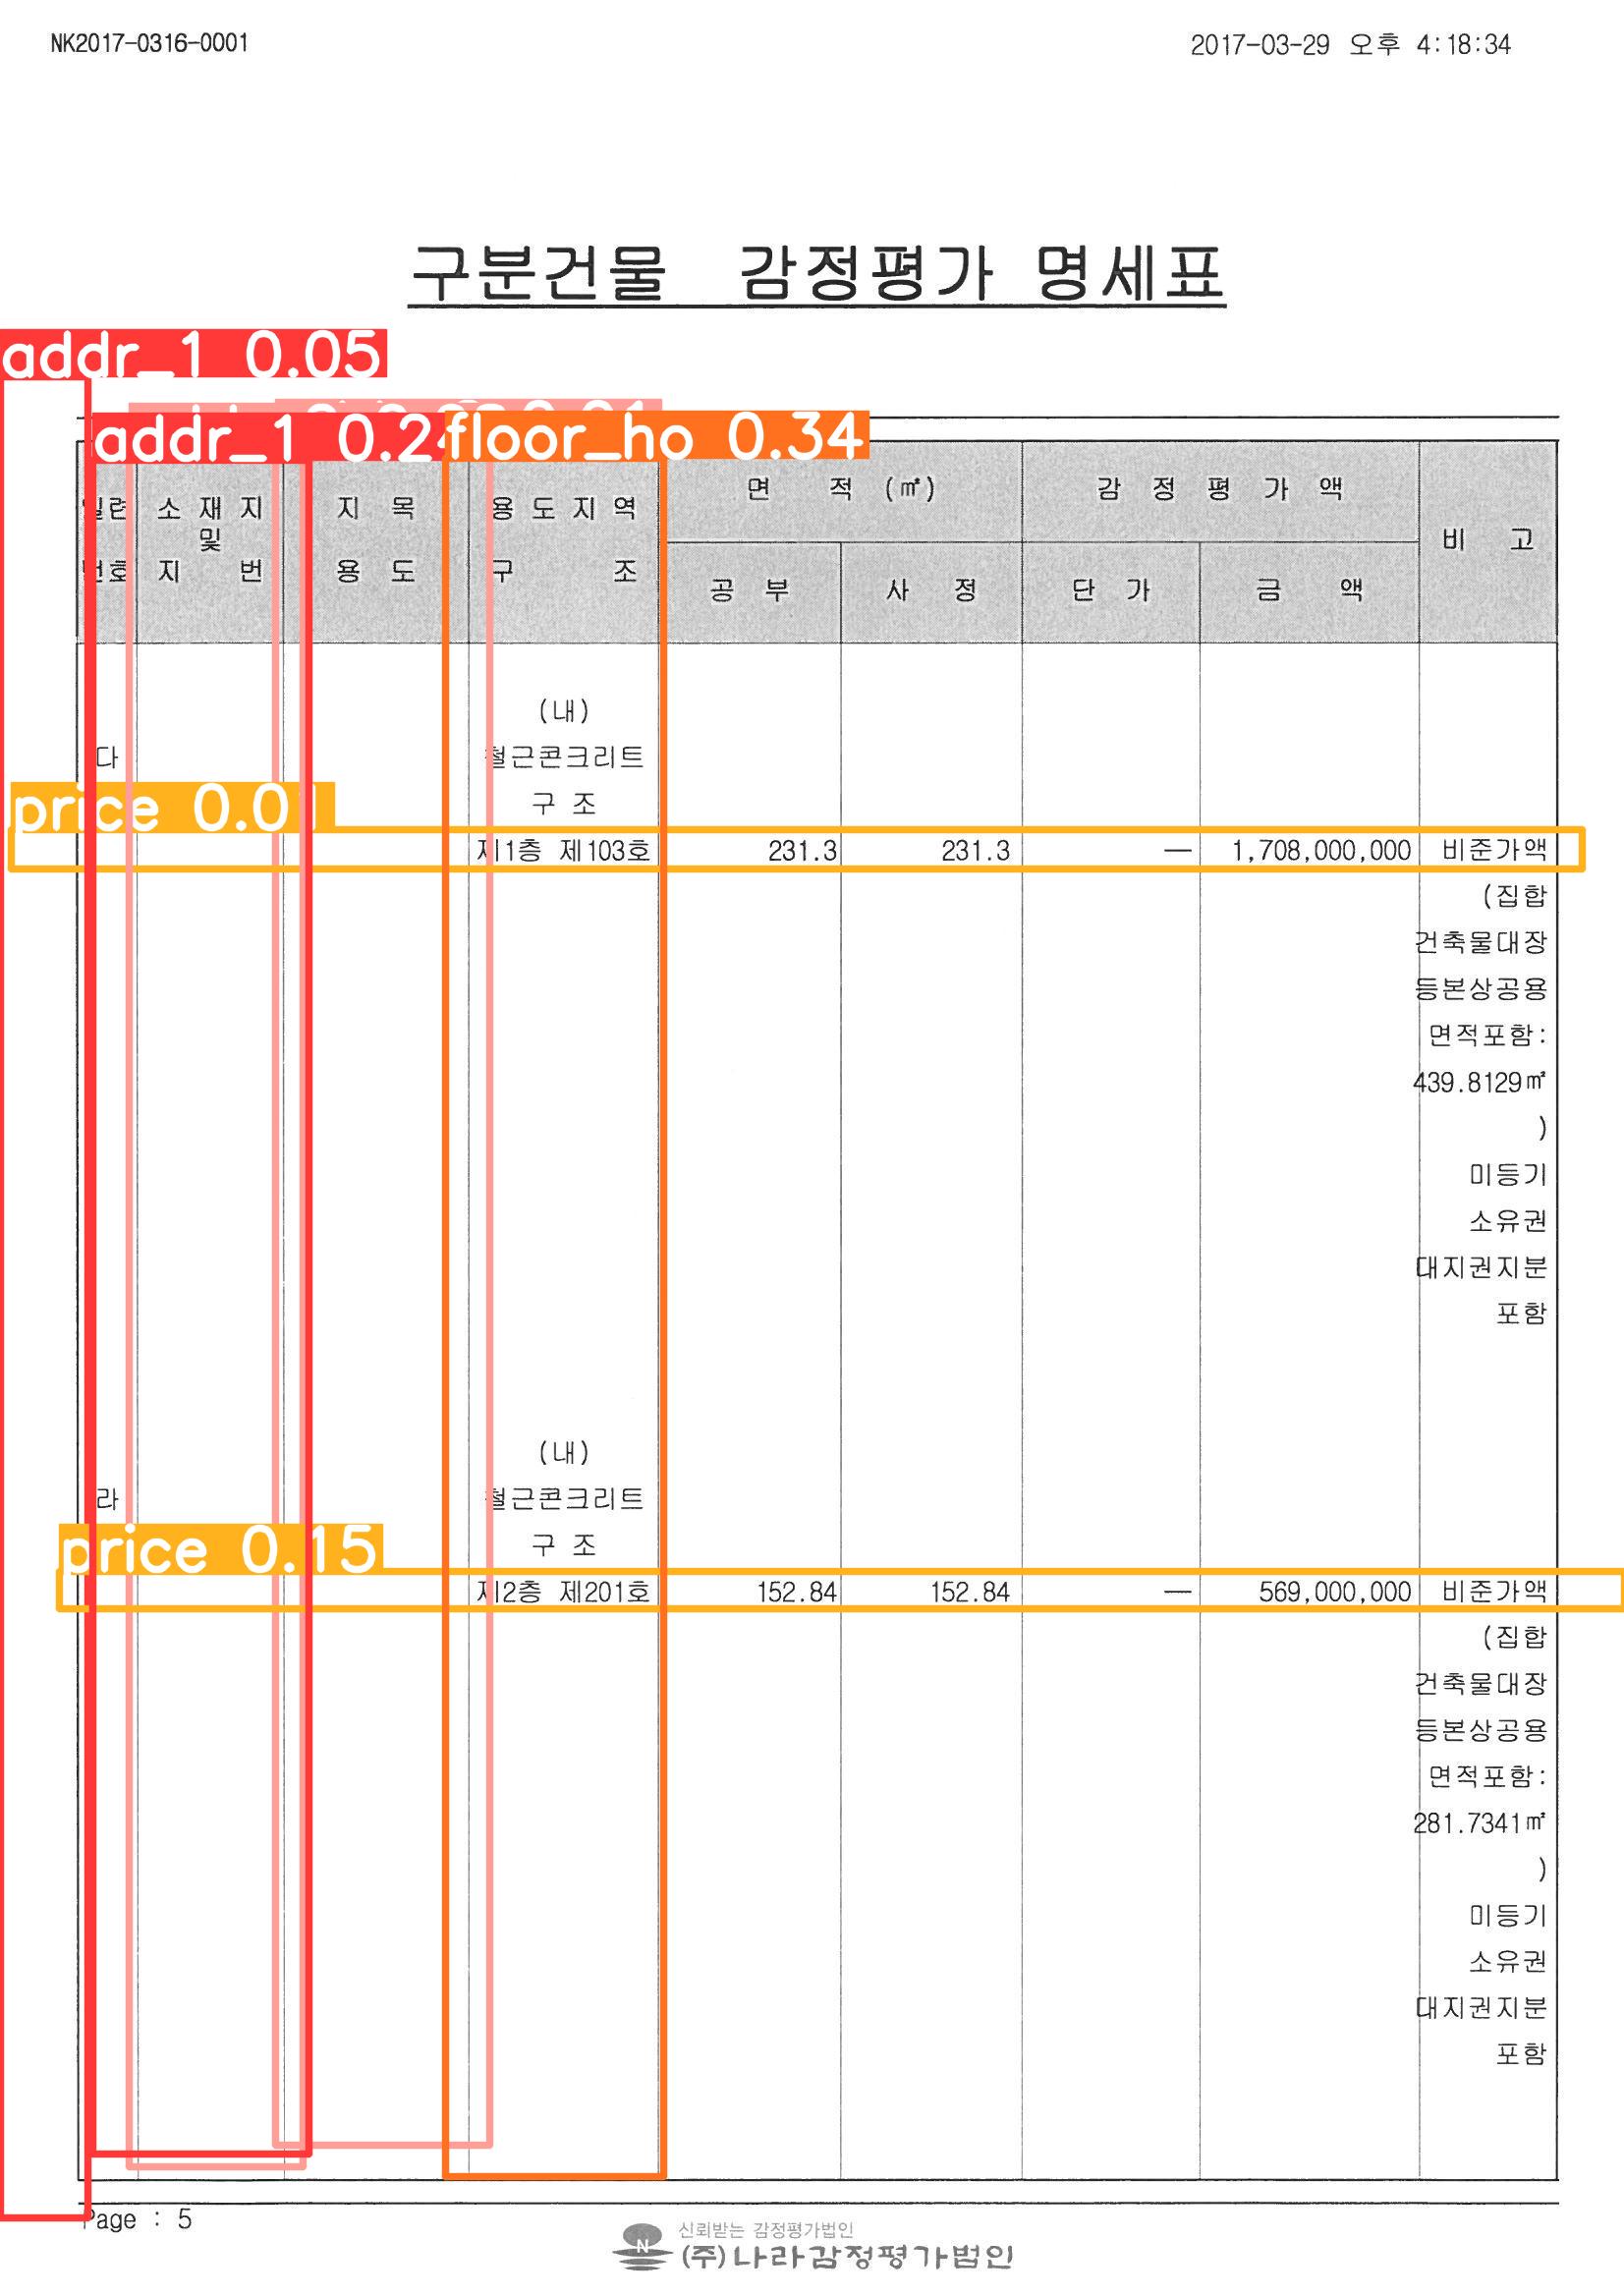 NK2017-0316-0001 2017-03-29 오후 4:18:34
구분건물 감정평가 명세표
addr_1 0.05
addr_1 0.24 floor_ho 0.34
일련 소 재 지 지 목 용 도 지 역 면 적 (㎡) 감 정 평 가 액
및 비 고
번호 지 번 용 도 구 조
공 부 사 정 단 가 금 액
(내)
다 철근콘크리트
구 조
price 0.01
제1층 제103호 231.3 231.3 — 1,708,000,000 비준가액
(집합
건축물대장
등본상공용
면적포함:
439.8129㎡
)
미등기
소유권
대지권지분
포함
(내)
라 철근콘크리트
구 조
price 0.15
제2층 제201호 152.84 152.84 — 569,000,000 비준가액
(집합
건축물대장
등본상공용
면적포함:
281.7341㎡
)
미등기
소유권
대지권지분
포함
Page : 5
신뢰받는 감정평가법인
N (주)나라감정평가법인